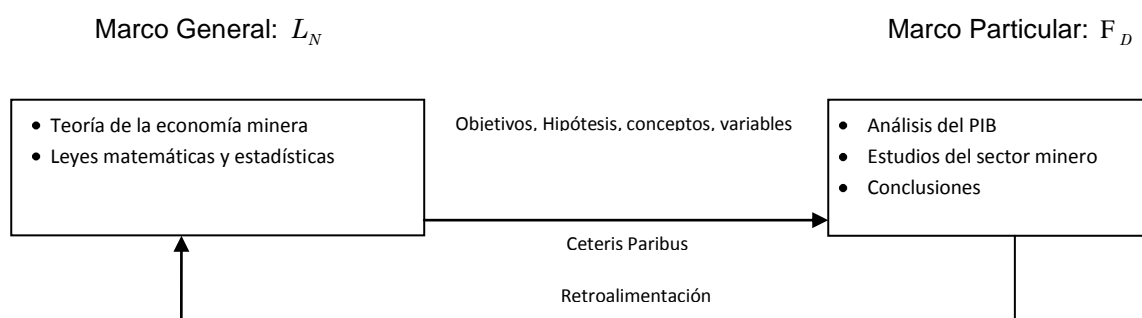 Marco General: L_N
Marco Particular: F_D
• Teoría de la economía minera
• Leyes matemáticas y estadísticas
Objetivos, Hipótesis, conceptos, variables
• Análisis del PIB
• Estudios del sector minero
• Conclusiones
Ceteris Paribus
Retroalimentación